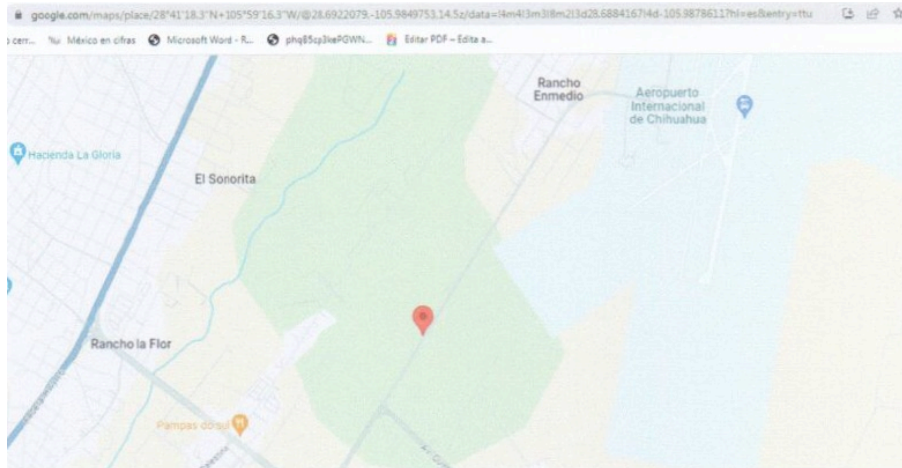 google.com/maps/place/28°41'18.3"N+105°59'16.3"W/@28.6922079,-105.9849753,14.5z/data=!4m4!3m3!8m2!3d28.6884167!4d-105.9878611?hl=es&entry=ttu
cerr...
México en cifras
Microsoft Word - R...
phq85cp3kePGWN...
Editar PDF – Edita a...
Rancho
Enmedio
Aeropuerto
Internacional
de Chihuahua
Hacienda La Gloria
El Sonorita
Rancho la Flor
Pampas do sul